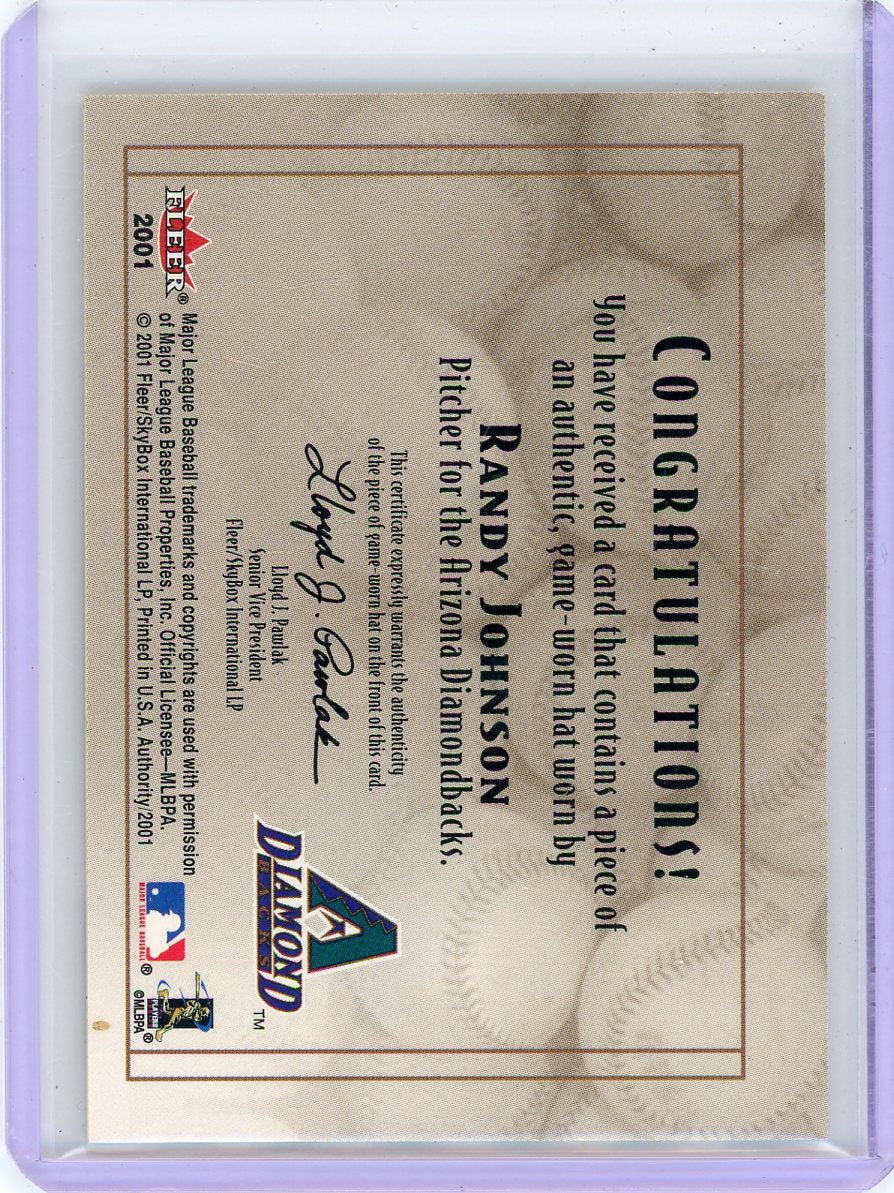 CONGRATULATIONS!
You have received a card that contains a piece of
an authentic, game-worn hat worn by
RANDY JOHNSON
Pitcher for the Arizona Diamondbacks.
This certificate expressly warrants the authenticity
of the piece of game-worn hat on the front of this card.
Lloyd J. Pawlak
Lloyd J. Pawlak
Senior Vice President
Fleer/SkyBox International LP
DIAMOND
BACKS
TM
FLEER®
2001
Major League Baseball trademarks and copyrights are used with permission
of Major League Baseball Properties, Inc. Official Licensee—MLBPA.
© 2001 Fleer/SkyBox International LP, Printed in U.S.A. Authority/2001
MAJOR LEAGUE BASEBALL®
PLAYERS
©MLBPA®